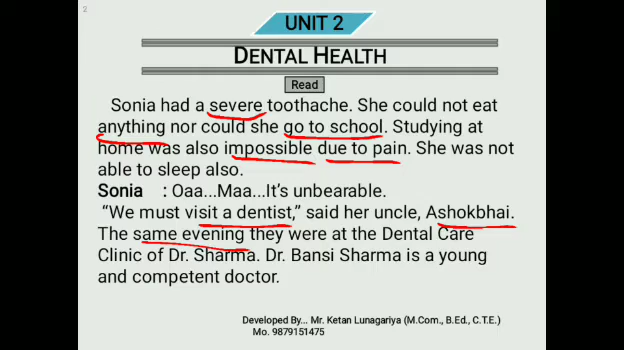 2
UNIT 2
DENTAL HEALTH
Read
Sonia had a severe toothache. She could not eat
anything nor could she go to school. Studying at
home was also impossible due to pain. She was not
able to sleep also.
Sonia : Oaa...Maa...It's unbearable.
"We must visit a dentist," said her uncle, Ashokbhai.
The same evening they were at the Dental Care
Clinic of Dr. Sharma. Dr. Bansi Sharma is a young
and competent doctor.
Developed By... Mr. Ketan Lunagariya (M.Com., B.Ed., C.T.E.)
Mo. 9879151475